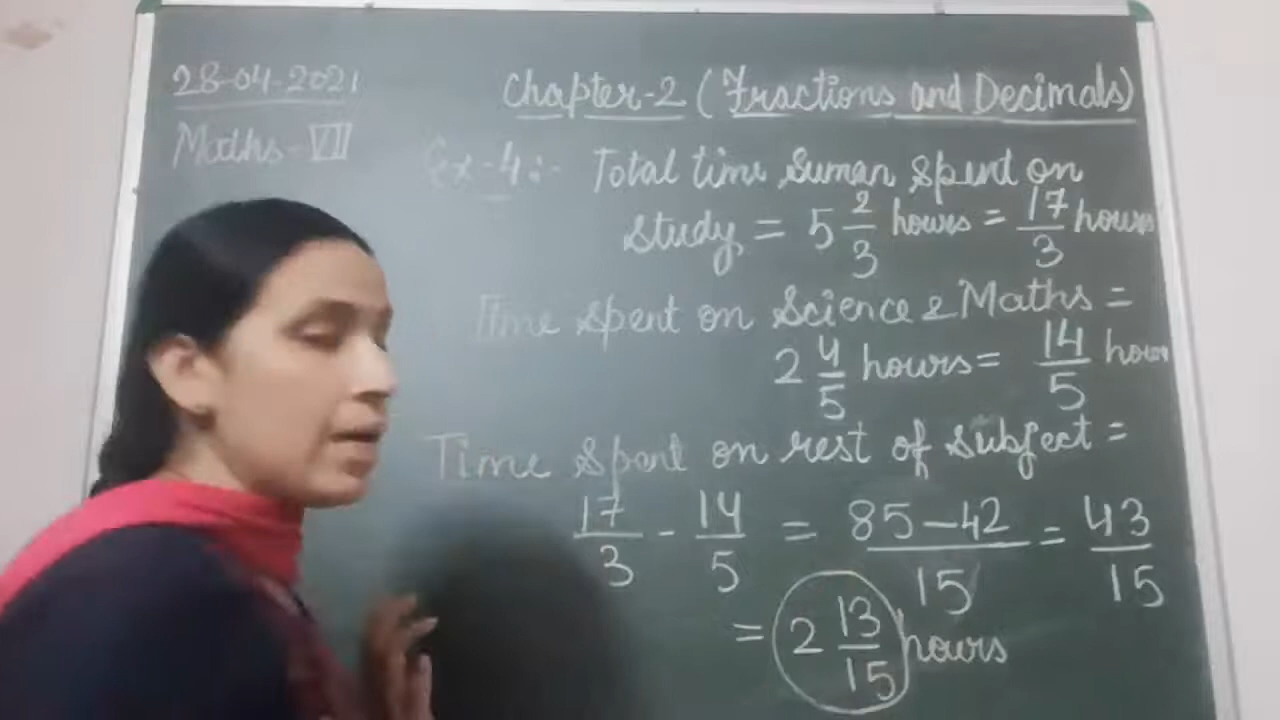 28-04-2021
Chapter-2 (Fractions and Decimals)
Maths-VII
Ex-4:- Total time Suman spent on
study = 5 2/3 hours = 17/3 hours
Time spent on Science & Maths =
2 4/5 hours = 14/5 hour
Time spent on rest of subject =
17/3 - 14/5 = 85-42/15 = 43/15
= 2 13/15 hours